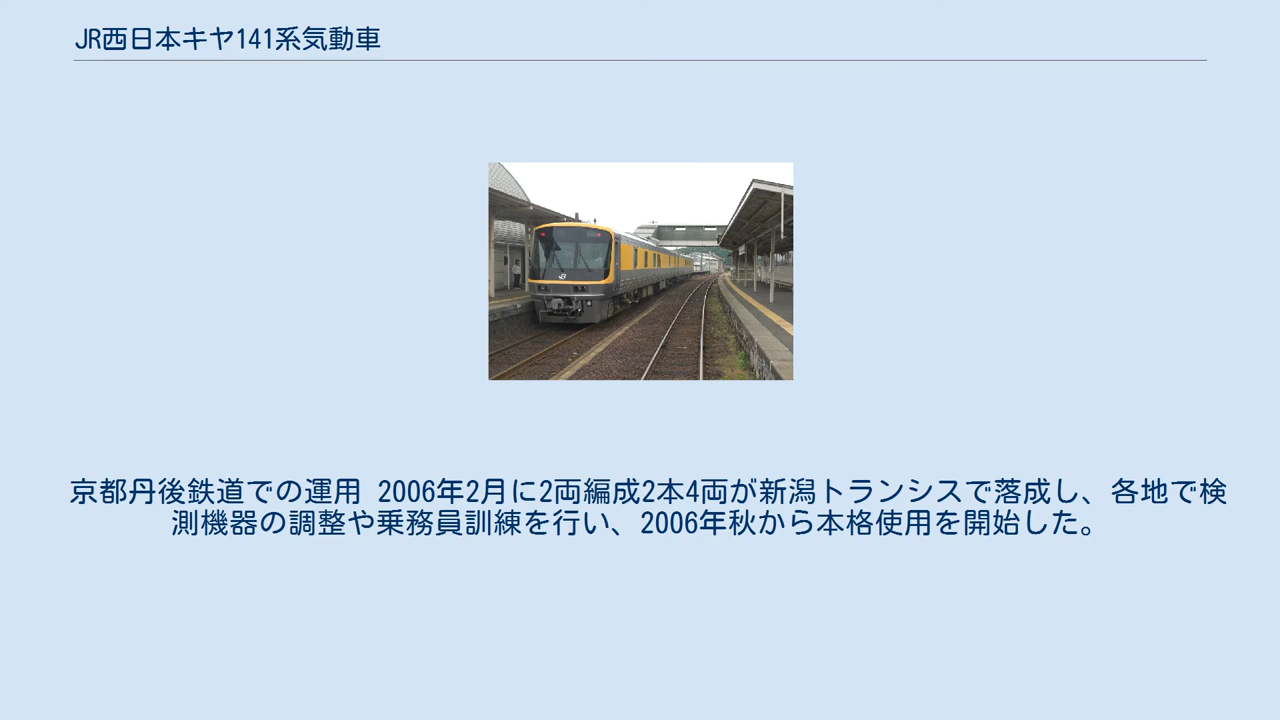 JR西日本キヤ141系気動車
京都丹後鉄道での運用 2006年2月に2両編成2本4両が新潟トランシスで落成し、各地で検
測機器の調整や乗務員訓練を行い、2006年秋から本格使用を開始した。